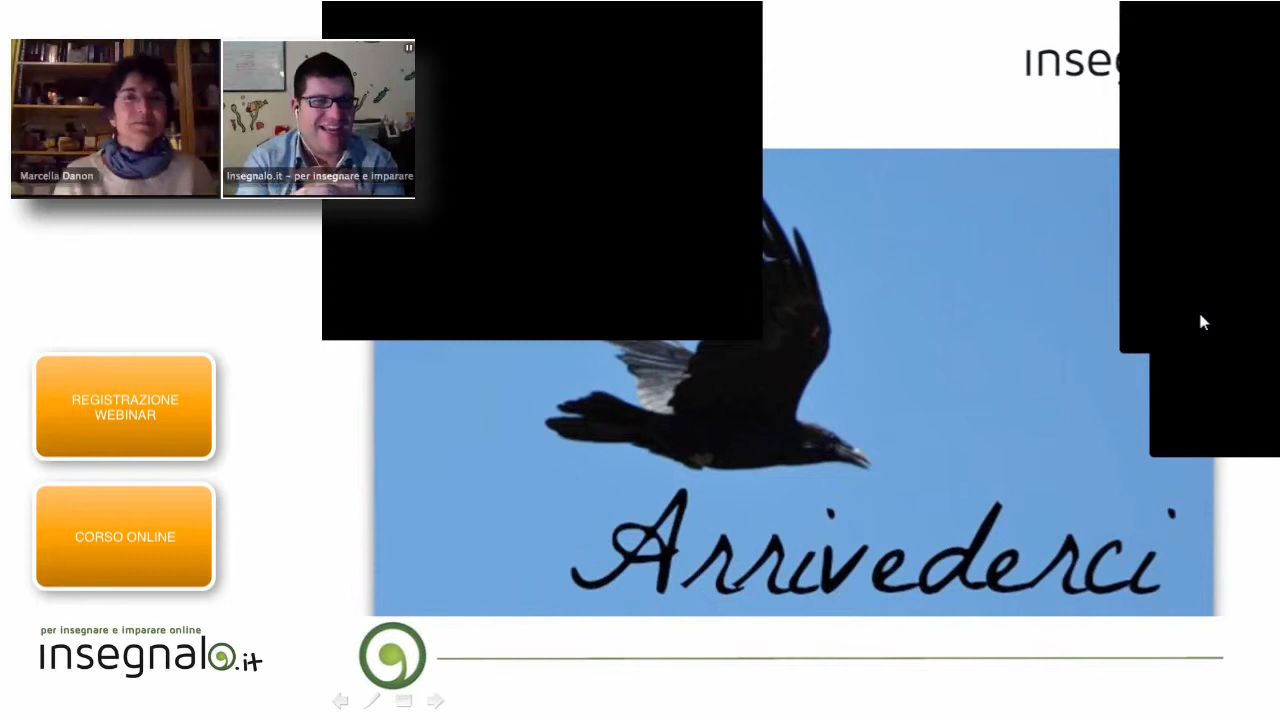 inseg
Marcella Danon
Insegnalo.it – per insegnare e imparare
REGISTRAZIONE
WEBINAR
CORSO ONLINE
Arrivederci
per insegnare e imparare online
insegnalo.it